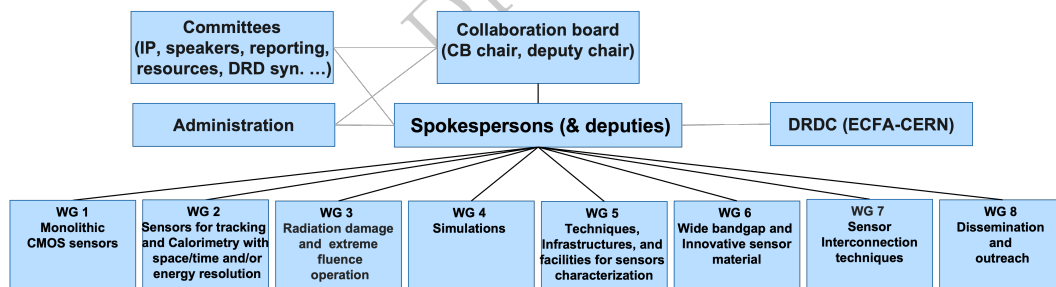 Committees
(IP, speakers, reporting,
resources, DRD syn. ...)
Collaboration board
(CB chair, deputy chair)
Administration
Spokespersons (& deputies)
DRDC (ECFA-CERN)
WG 1
Monolithic
CMOS sensors
WG 2
Sensors for tracking
and Calorimetry with
space/time and/or
energy resolution
WG 3
Radiation damage
and extreme
fluence
operation
WG 4
Simulations
WG 5
Techniques,
Infrastructures, and
facilities for sensors
characterization
WG 6
Wide bandgap and
Innovative sensor
material
WG 7
Sensor
Interconnection
techniques
WG 8
Dissemination
and
outreach